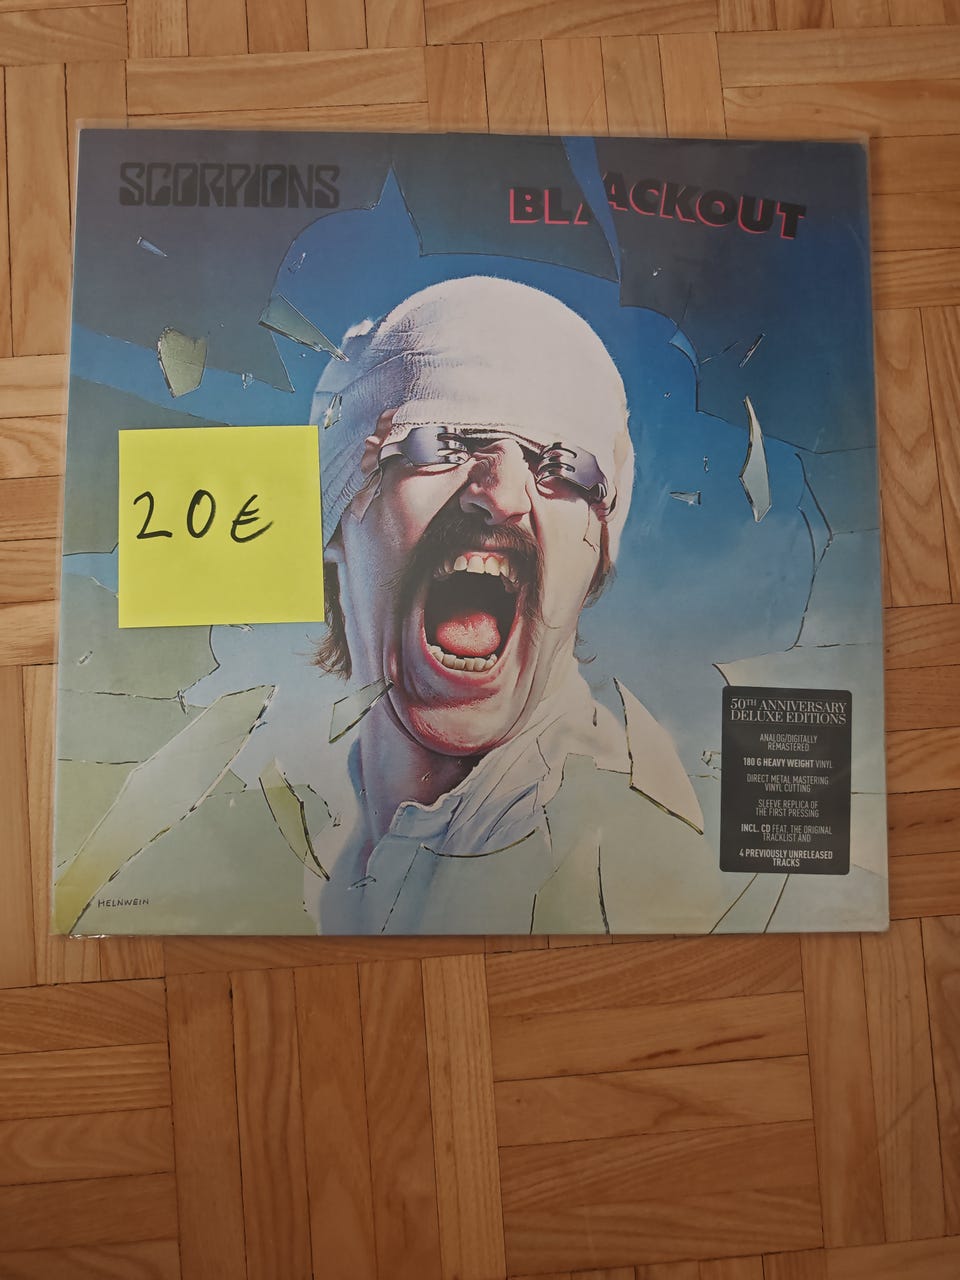 SCORPIONS
BLACKOUT
20€
50TH ANNIVERSARY
DELUXE EDITIONS
ANALOG/DIGITALLY
REMASTERED
180 G HEAVY WEIGHT VINYL
DIRECT METAL MASTERING
VINYL CUTTING
SLEEVE REPLICA OF
THE FIRST PRESSING
INCL. CD FEAT. THE ORIGINAL
TRACKLIST AND
4 PREVIOUSLY UNRELEASED
TRACKS
HELNWEIN